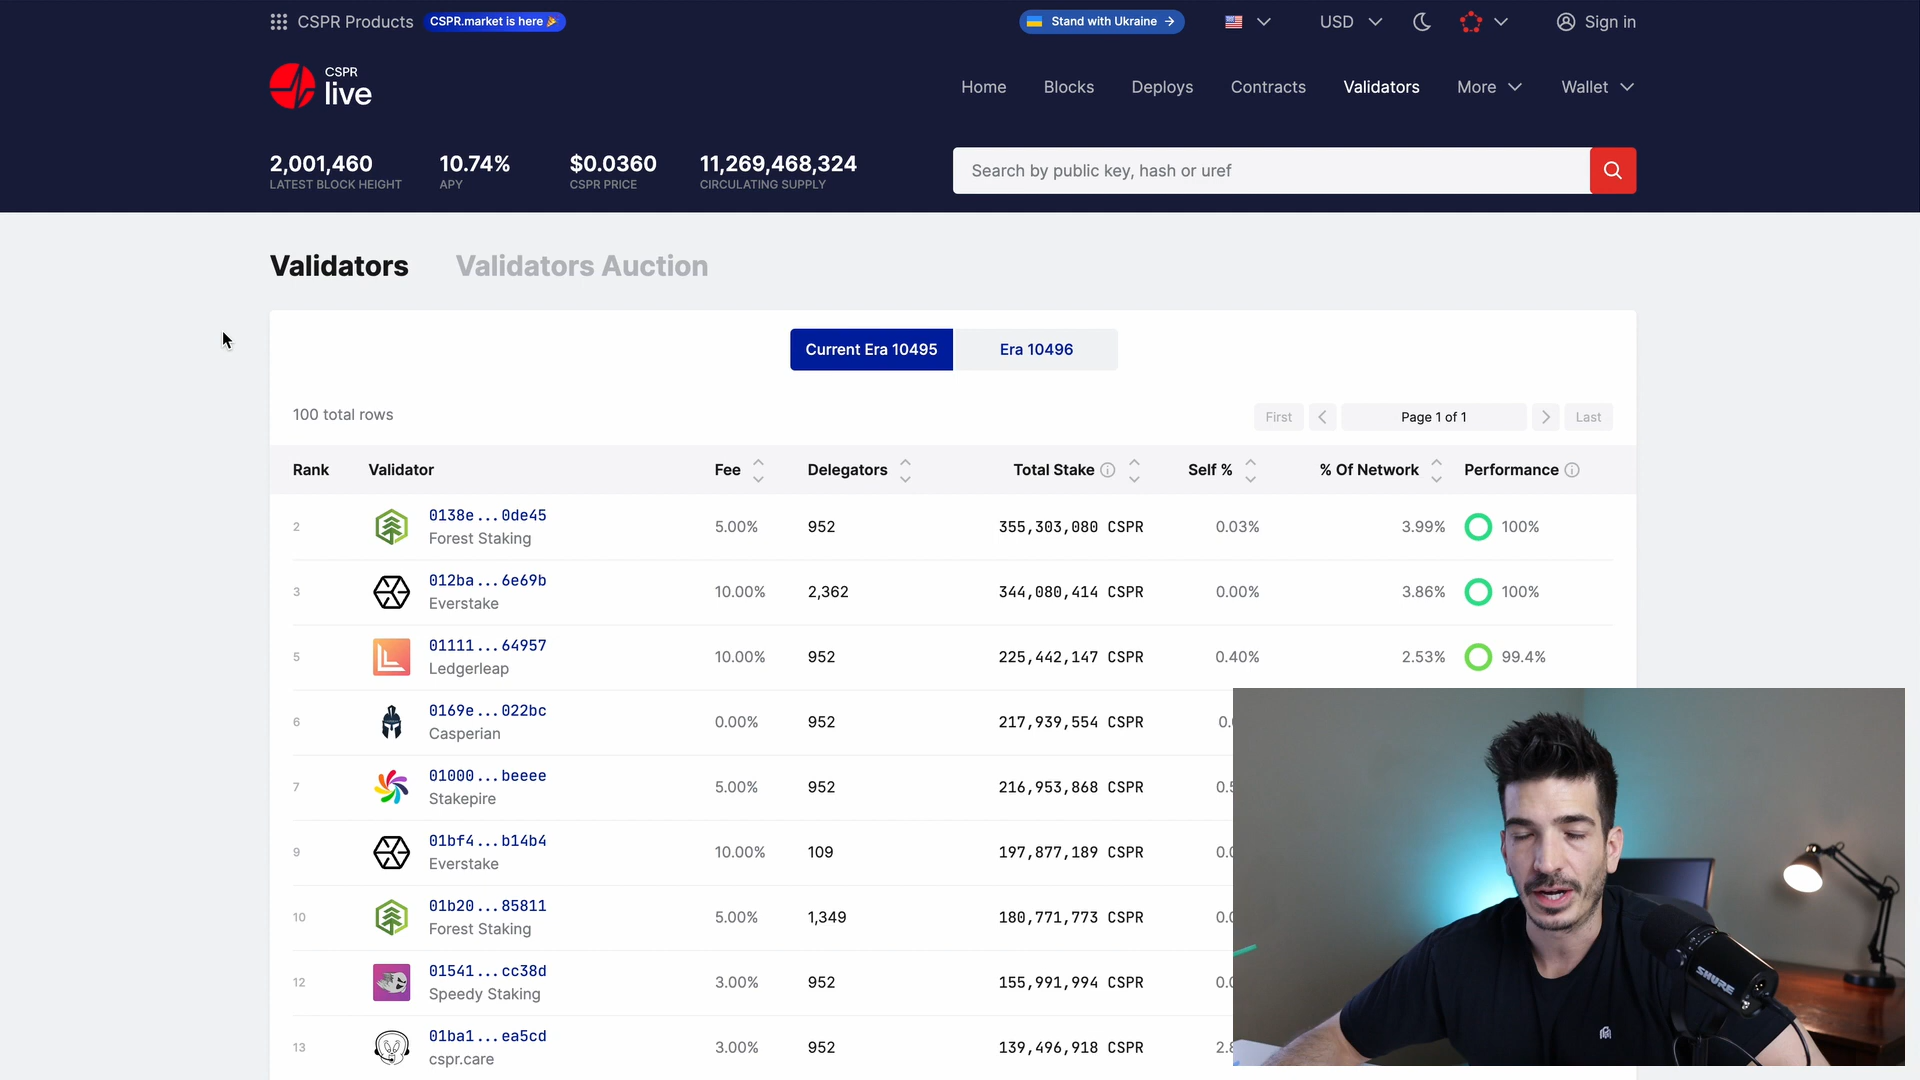 CSPR Products CSPR.market is here Stand with Ukraine → USD Sign in
CSPR
live
Home Blocks Deploys Contracts Validators More Wallet
2,001,460 10.74% $0.0360 11,269,468,324
LATEST BLOCK HEIGHT APY CSPR PRICE CIRCULATING SUPPLY
Search by public key, hash or uref
Validators Validators Auction
Current Era 10495 Era 10496
100 total rows First Page 1 of 1 Last
Rank Validator Fee Delegators Total Stake Self % % Of Network Performance
2 0138e...0de45 5.00% 952 355,303,080 CSPR 0.03% 3.99% 100%
Forest Staking
3 012ba...6e69b 10.00% 2,362 344,080,414 CSPR 0.00% 3.86% 100%
Everstake
5 01111...64957 10.00% 952 225,442,147 CSPR 0.40% 2.53% 99.4%
Ledgerleap
6 0169e...022bc 0.00% 952 217,939,554 CSPR
Casperian
7 01000...beeee 5.00% 952 216,953,868 CSPR
Stakepire
9 01bf4...b14b4 10.00% 109 197,877,189 CSPR
Everstake
10 01b20...85811 5.00% 1,349 180,771,773 CSPR
Forest Staking
12 01541...cc38d 3.00% 952 155,991,994 CSPR
Speedy Staking
13 01ba1...ea5cd 3.00% 952 139,496,918 CSPR
cspr.care
SHURE